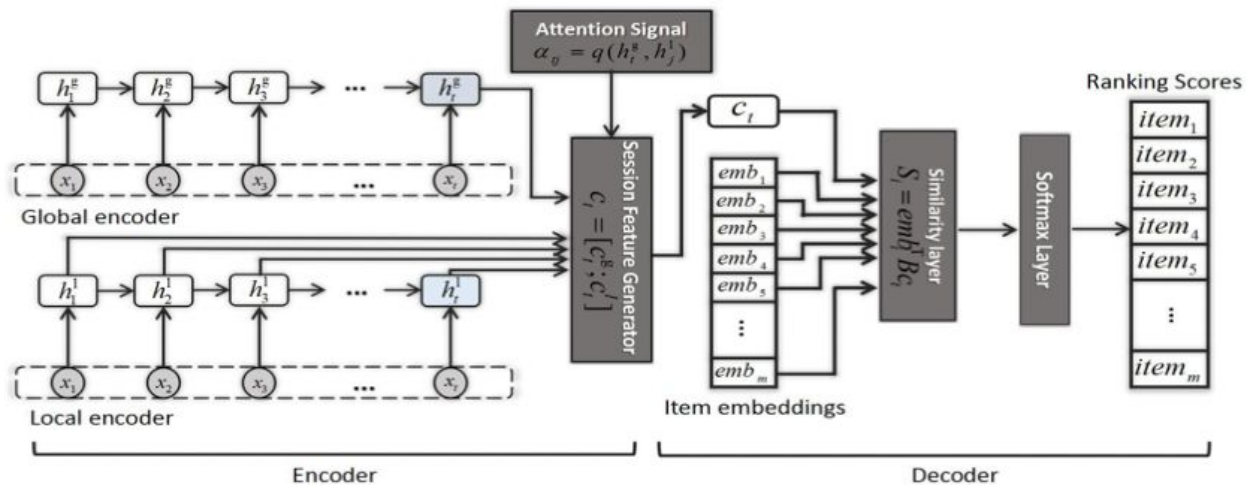 Attention Signal
α_ij = q(h_t^g, h_j^l)
h_1^g h_2^g h_3^g ... h_t^g
x_1 x_2 x_3 ... x_t
Global encoder
h_1^l h_2^l h_3^l ... h_t^l
x_1 x_2 x_3 ... x_t
Local encoder
Session Feature Generator
c_t = [c_t^g; c_t^l]
c_t
emb_1
emb_2
emb_3
emb_4
emb_5
⋮
emb_m
Item embeddings
Similarity layer
S_i = emb_i^T B c_t
Softmax Layer
Ranking Scores
item_1
item_2
item_3
item_4
item_5
⋮
item_m
Encoder
Decoder